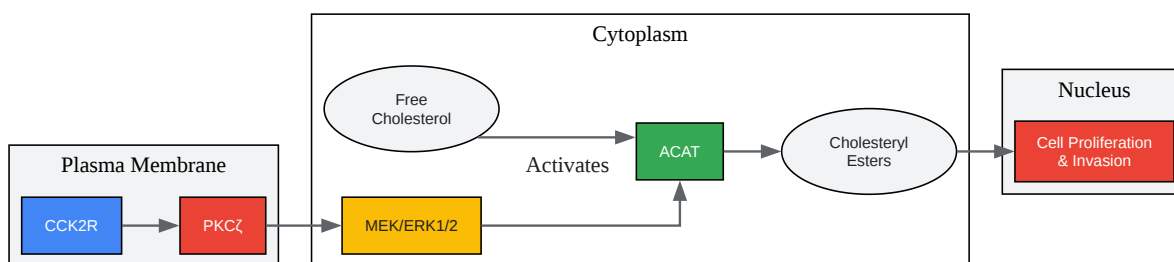 Cytoplasm
Free
Cholesterol
Nucleus
Plasma Membrane
Activates
ACAT
Cholesteryl
Esters
Cell Proliferation
& Invasion
CCK2R
PKCζ
MEK/ERK1/2